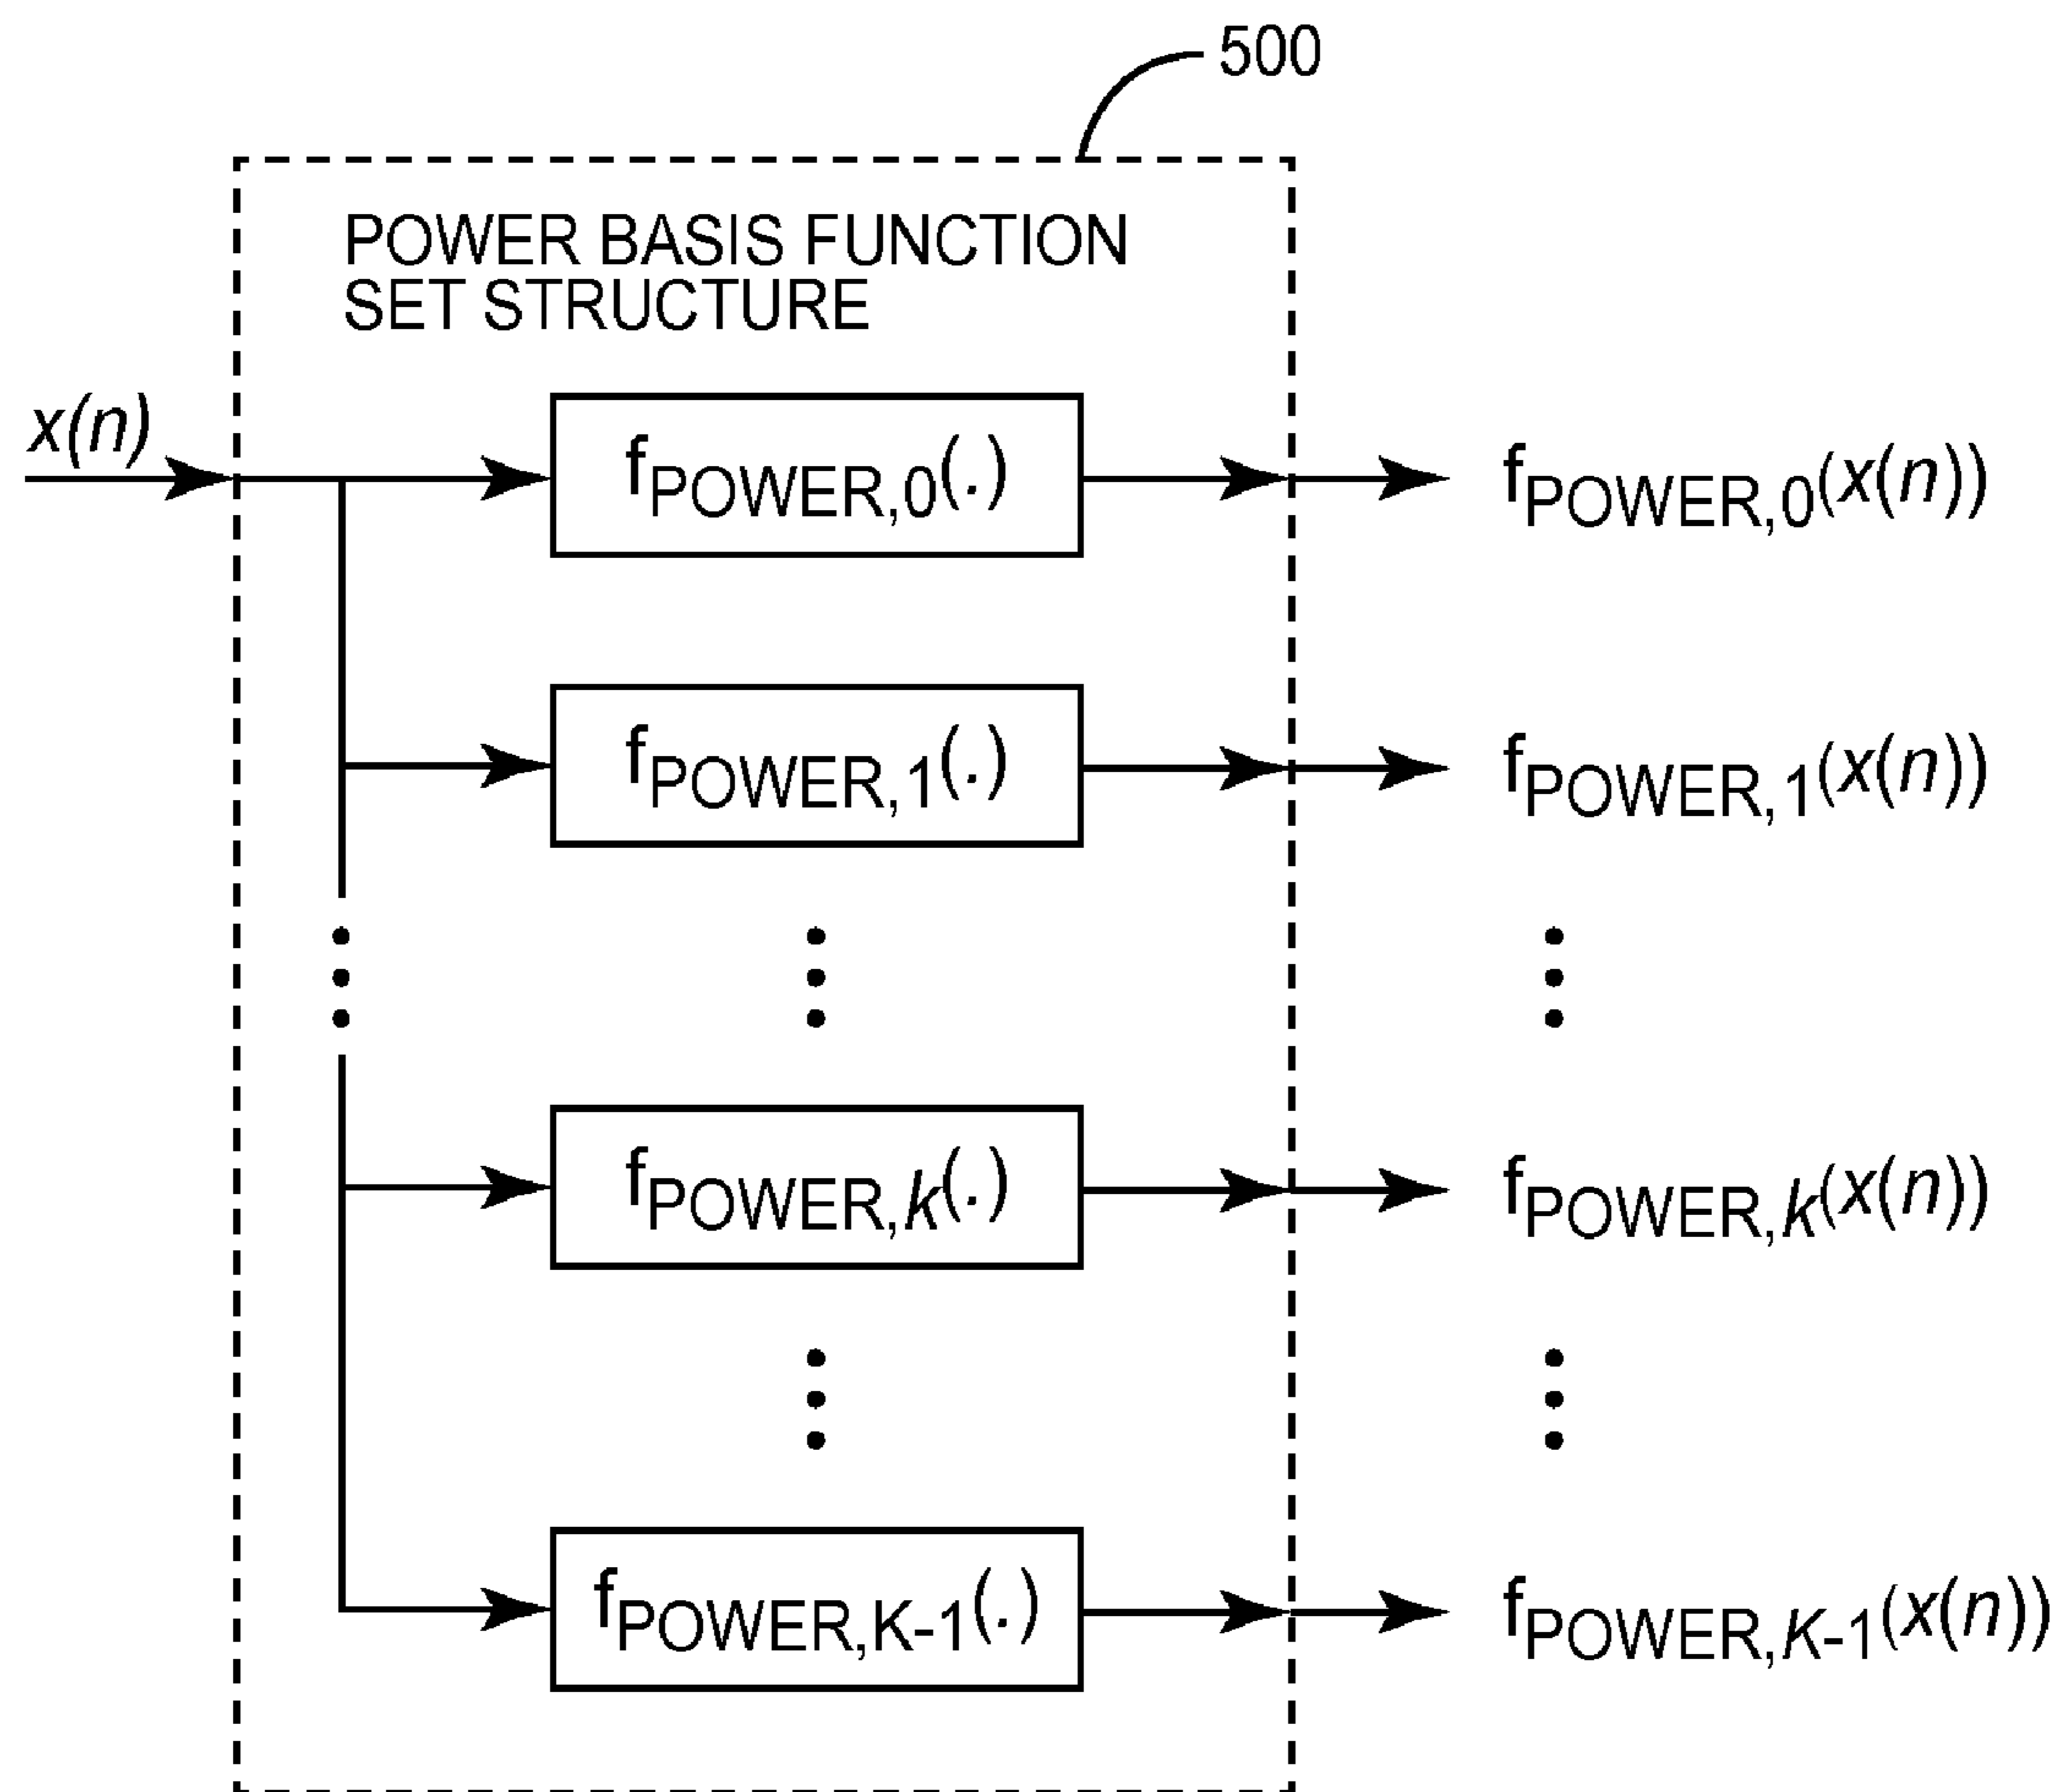 500
POWER BASIS FUNCTION
SET STRUCTURE
x(n)
fPOWER,0(.)
fPOWER,0(x(n))
fPOWER,1(.)
fPOWER,1(x(n))
fPOWER,k(.)
fPOWER,k(x(n))
fPOWER,K-1(.)
fPOWER,K-1(x(n))